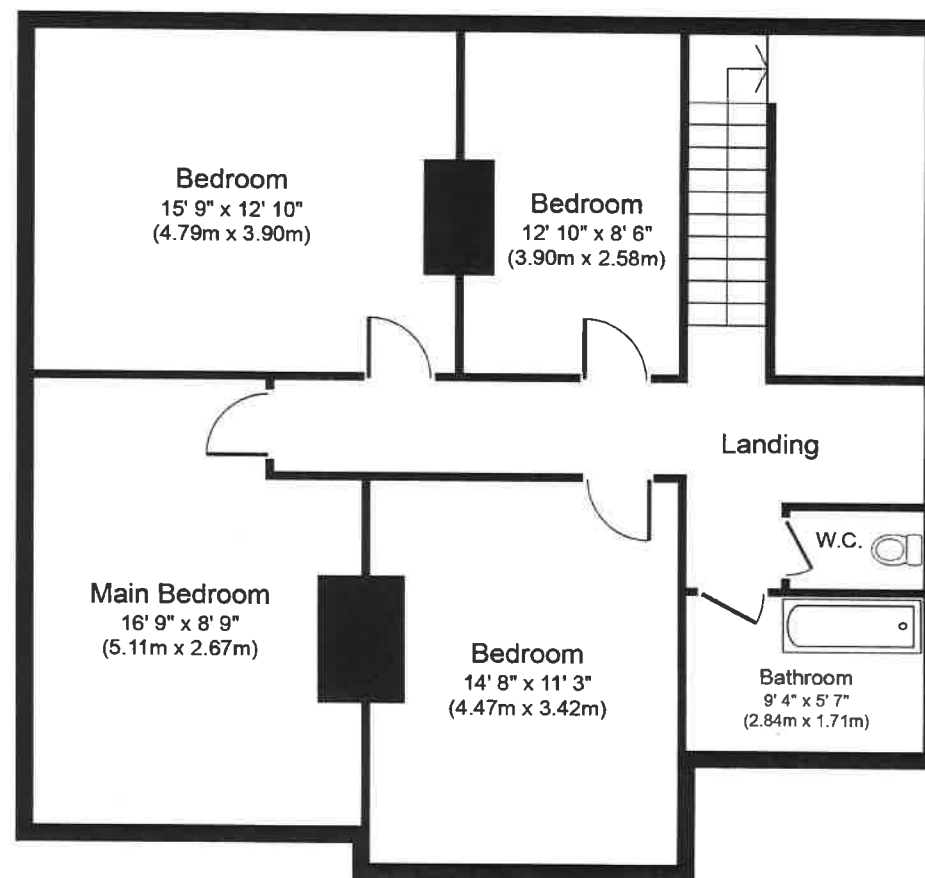 Bedroom
15' 9" x 12' 10"
(4.79m x 3.90m)
Bedroom
12' 10" x 8' 6"
(3.90m x 2.58m)
Landing
W.C.
Main Bedroom
16' 9" x 8' 9"
(5.11m x 2.67m)
Bedroom
14' 8" x 11' 3"
(4.47m x 3.42m)
Bathroom
9' 4" x 5' 7"
(2.84m x 1.71m)